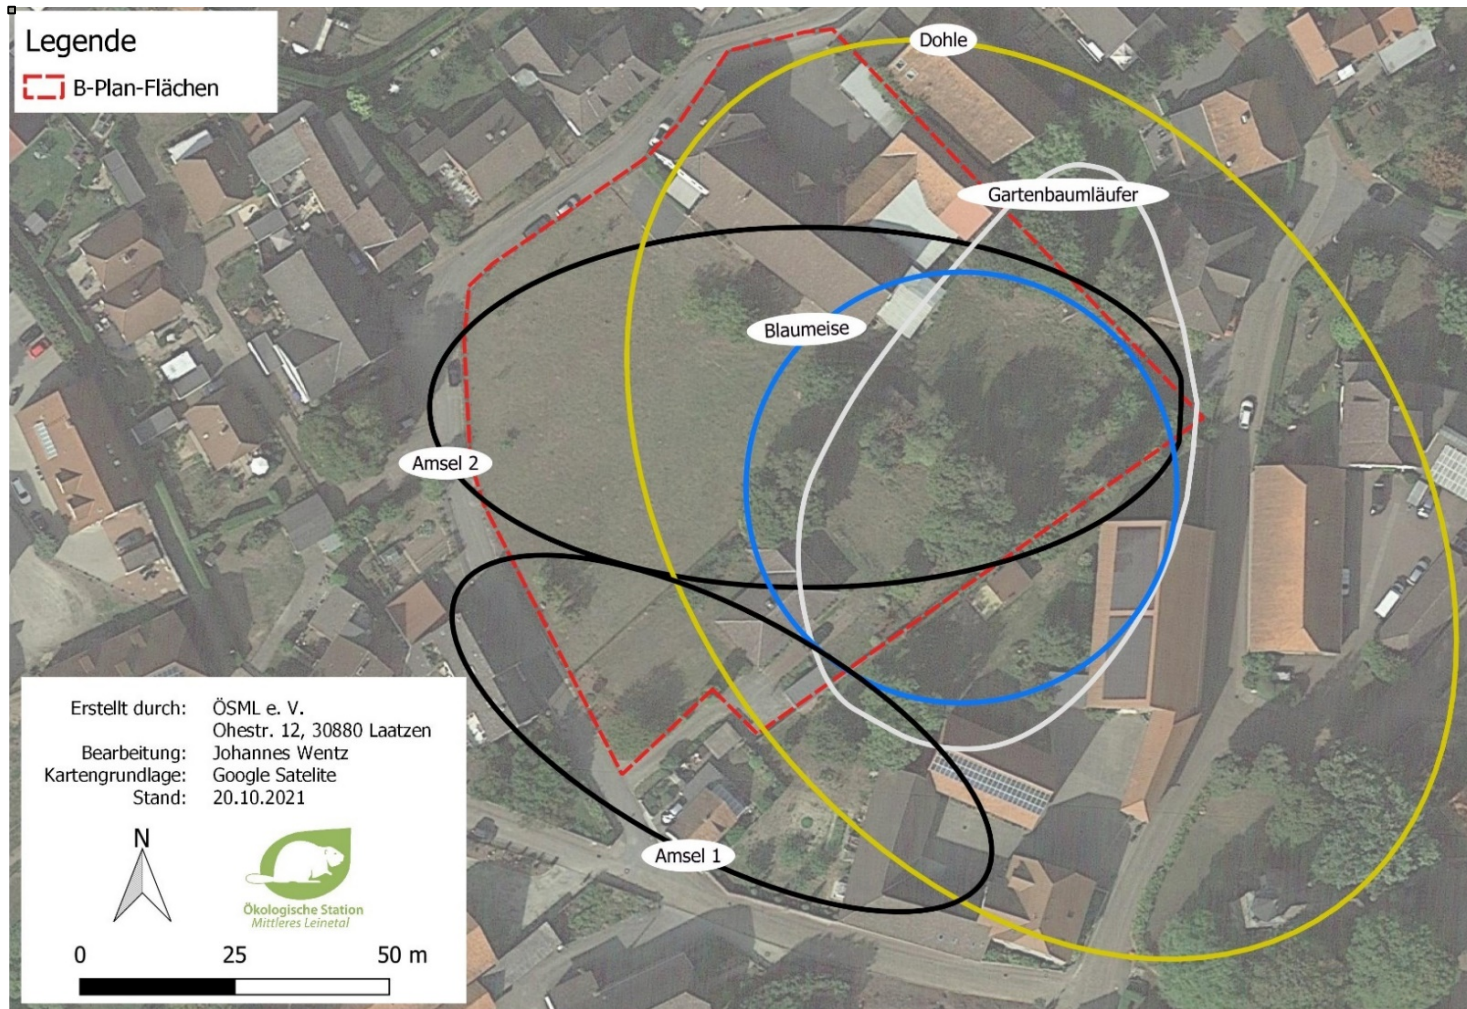 Legende
B-Plan-Flächen
Dohle
Gartenbaumläufer
Blaumeise
Amsel 2
Amsel 1
Erstellt durch: ÖSML e. V.
Ohestr. 12, 30880 Laatzen
Bearbeitung: Johannes Wentz
Kartengrundlage: Google Satelite
Stand: 20.10.2021
N
Ökologische Station
Mittleres Leinetal
0 25 50 m